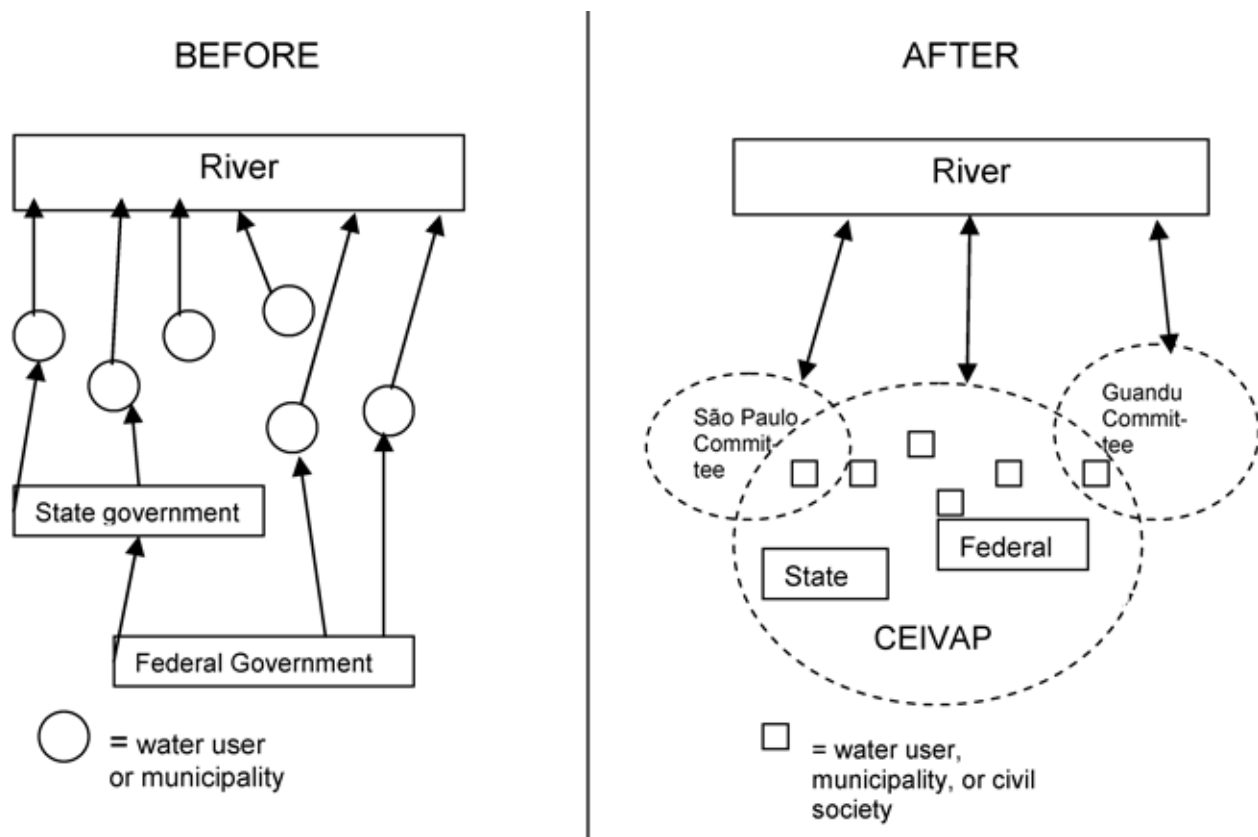 BEFORE
River
State government
Federal Government
= water user
or municipality
AFTER
River
São Paulo
Commit-
tee
Guandu
Commit-
tee
Federal
State
CEIVAP
= water user,
municipality, or civil
society